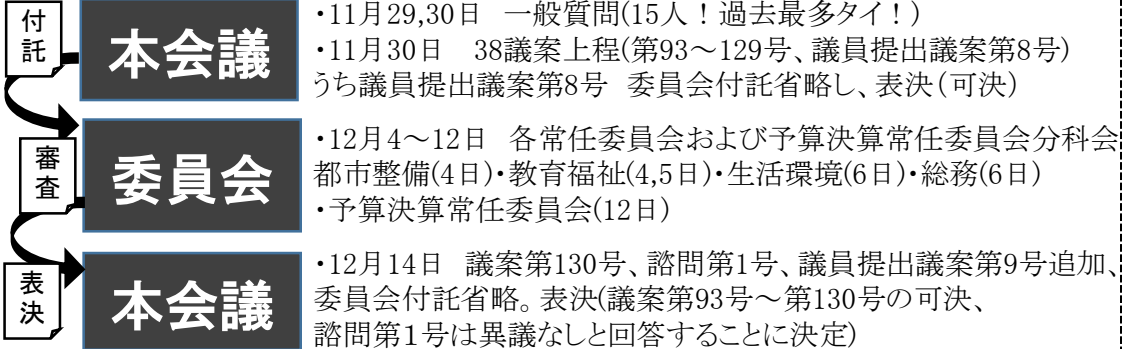 付託
本会議
・11月29,30日 一般質問(15人！過去最多タイ！)
・11月30日 38議案上程(第93～129号、議員提出議案第8号)
うち議員提出議案第8号 委員会付託省略し、表決(可決)
審査
委員会
・12月4～12日 各常任委員会および予算決算常任委員会分科会
都市整備(4日)・教育福祉(4,5日)・生活環境(6日)・総務(6日)
・予算決算常任委員会(12日)
表決
本会議
・12月14日 議案第130号、諮問第1号、議員提出議案第9号追加、
委員会付託省略。表決(議案第93号～第130号の可決、
諮問第１号は異議なしと回答することに決定)